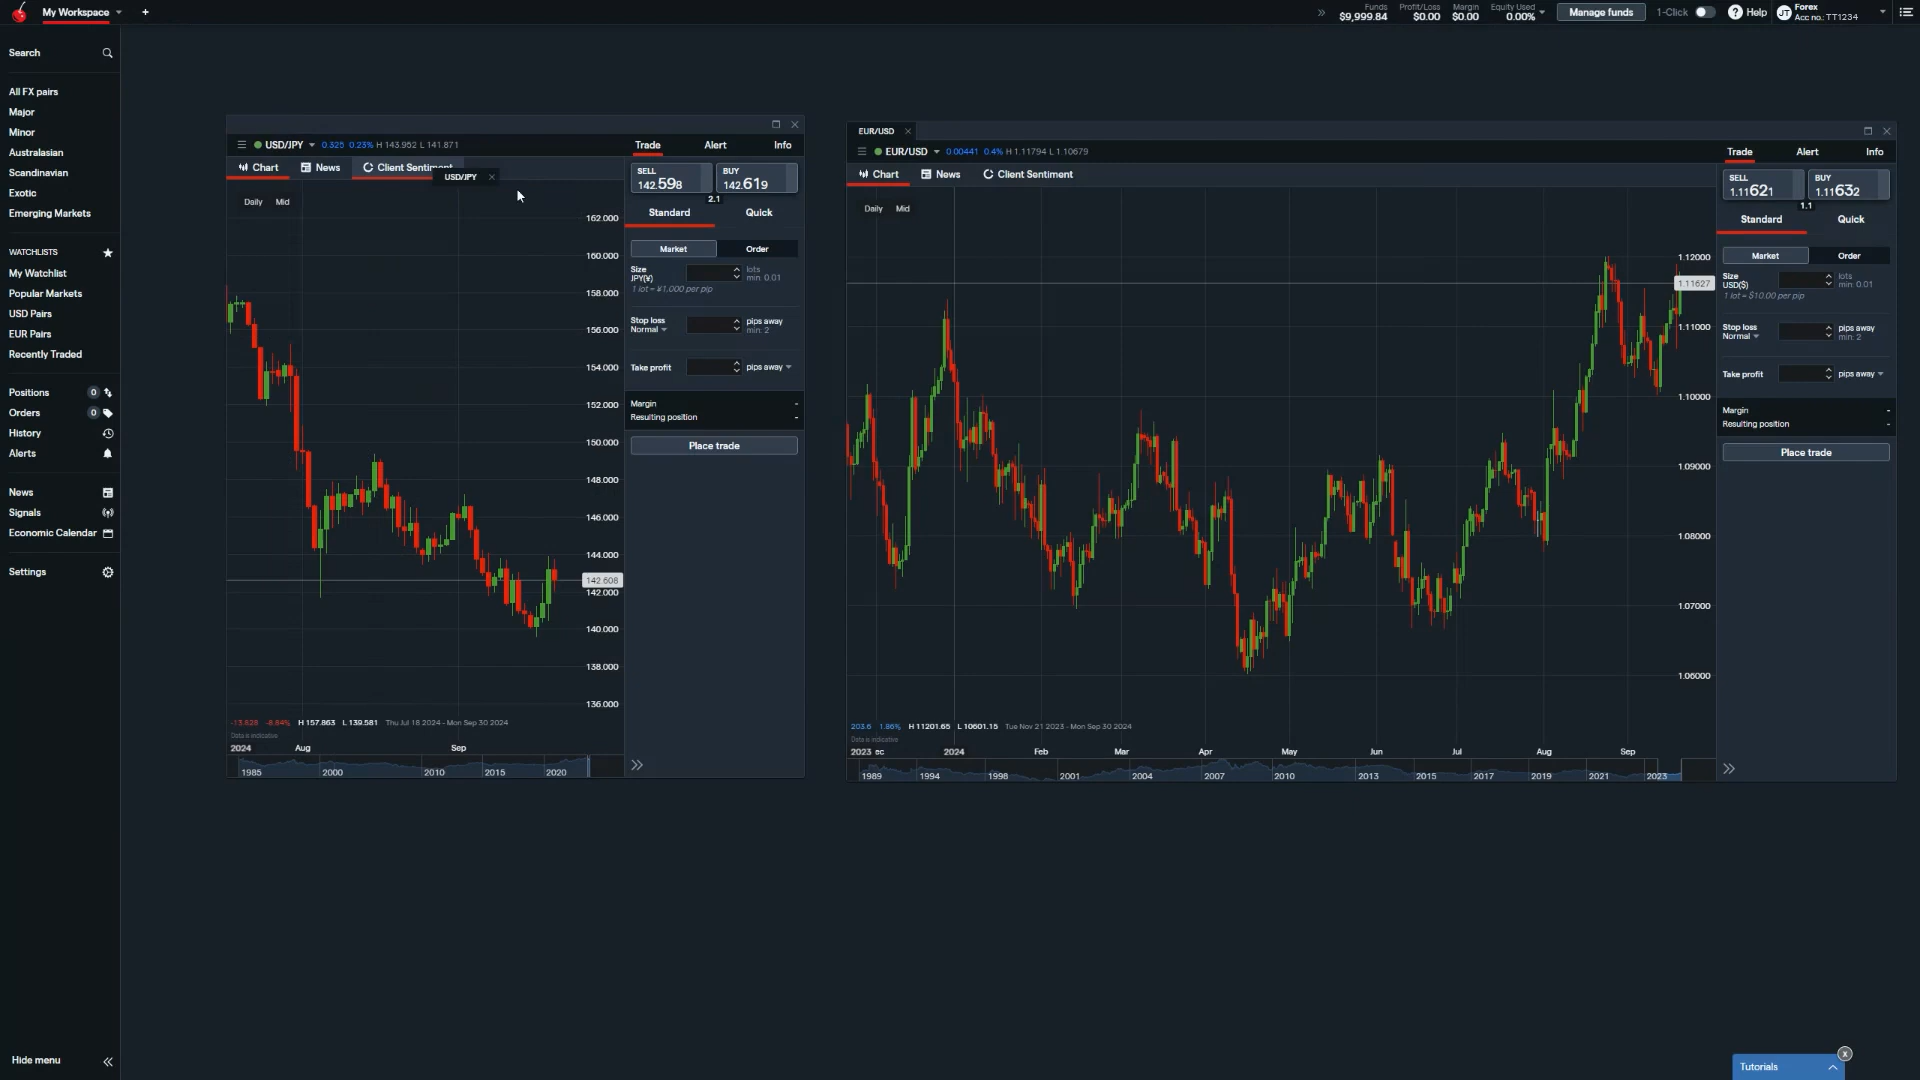 My Workspace
+
Funds
$9,999.84
Profit/Loss
$0.00
Margin
$0.00
Equity Used
0.00%
Manage funds
1-Click
? Help
JT
Forex
Acc no.: TT1234
Search
All FX pairs
Major
Minor
Australasian
Scandinavian
Exotic
Emerging Markets
WATCHLISTS
My Watchlist
Popular Markets
USD Pairs
EUR Pairs
Recently Traded
Positions 0
Orders 0
History
Alerts
News
Signals
Economic Calendar
Settings
Hide menu
USD/JPY 0.325 0.23% H 143.952 L 141.871
Trade Alert Info
Chart News Client Sentiment
USD/JPY
Daily Mid
162.000
160.000
158.000
156.000
154.000
152.000
150.000
148.000
146.000
144.000
142.608
142.000
140.000
138.000
136.000
-13.828 -8.84% H 157.863 L 139.581 Thu Jul 18 2024 - Mon Sep 30 2024
Data is indicative
2024 Aug Sep
1985 2000 2010 2015 2020
SELL
142.598
BUY
142.619
2.1
Standard Quick
Market Order
Size
JPY(¥)
lots
min: 0.01
1 lot = ¥1,000 per pip
Stop loss
Normal
pips away
min: 2
Take profit pips away
Margin -
Resulting position -
Place trade
EUR/USD
EUR/USD 0.00441 0.4% H 1.11794 L 1.10679
Trade Alert Info
Chart News Client Sentiment
Daily Mid
1.12000
1.11627
1.11000
1.10000
1.09000
1.08000
1.07000
1.06000
203.6 1.86% H 11201.65 L 10601.15 Tue Nov 21 2023 - Mon Sep 30 2024
Data is indicative
2023 ec 2024 Feb Mar Apr May Jun Jul Aug Sep
1989 1994 1998 2001 2004 2007 2010 2013 2015 2017 2019 2021 2023
SELL
1.11621
BUY
1.11632
1.1
Standard Quick
Market Order
Size
USD($)
lots
min: 0.01
1 lot = $10.00 per pip
Stop loss
Normal
pips away
min: 2
Take profit pips away
Margin -
Resulting position -
Place trade
Tutorials
x